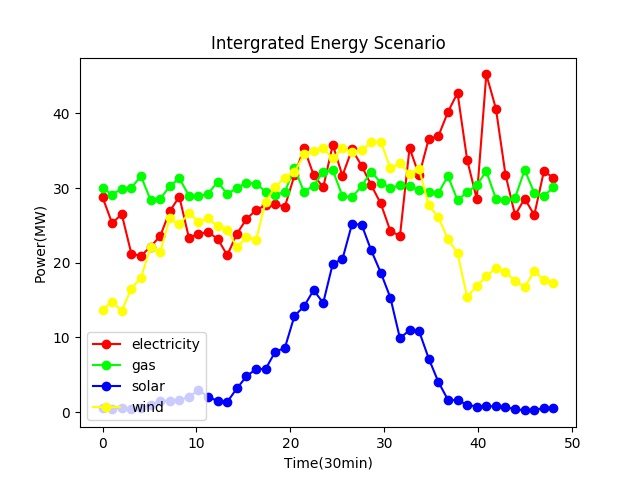 Intergrated Energy Scenario
Power(MW)
40
30
20
10
0
electricity
gas
solar
wind
0 10 20 30 40 50
Time(30min)